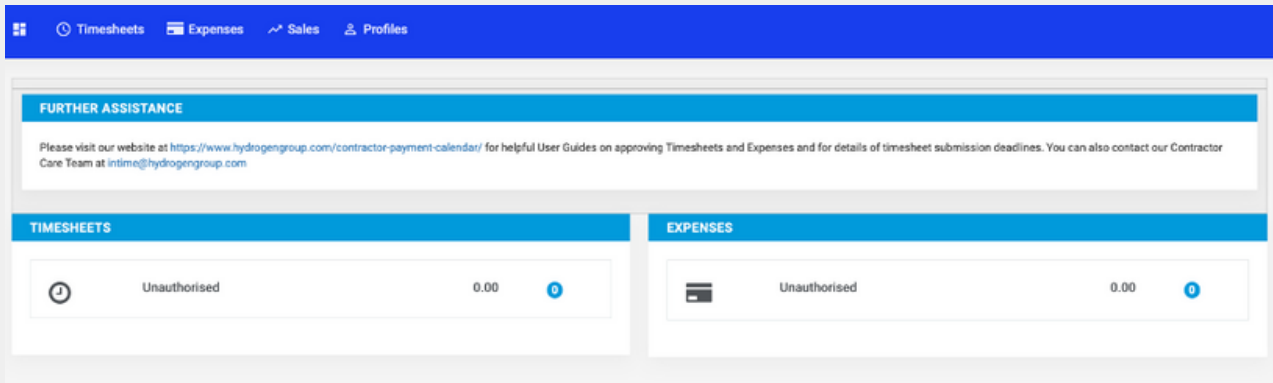 Timesheets Expenses Sales Profiles
FURTHER ASSISTANCE
Please visit our website at https://www.hydrogengroup.com/contractor-payment-calendar/ for helpful User Guides on approving Timesheets and Expenses and for details of timesheet submission deadlines. You can also contact our Contractor
Care Team at intime@hydrogengroup.com
TIMESHEETS
Unauthorised 0.00 0
EXPENSES
Unauthorised 0.00 0